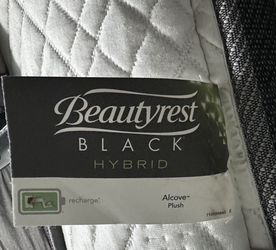 Beautyrest
BLACK
HYBRID
recharge
Alcove-
Plush